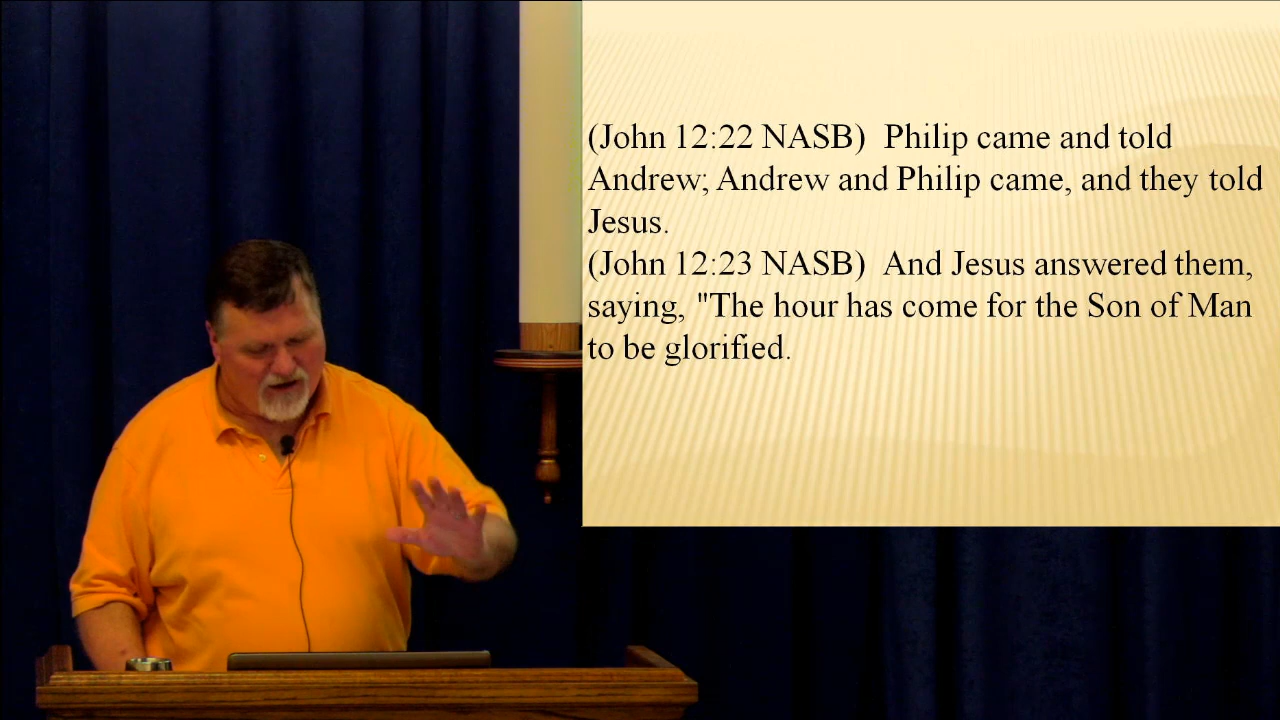 (John 12:22 NASB)  Philip came and told
Andrew; Andrew and Philip came, and they told
Jesus.
(John 12:23 NASB)  And Jesus answered them,
saying, "The hour has come for the Son of Man
to be glorified.